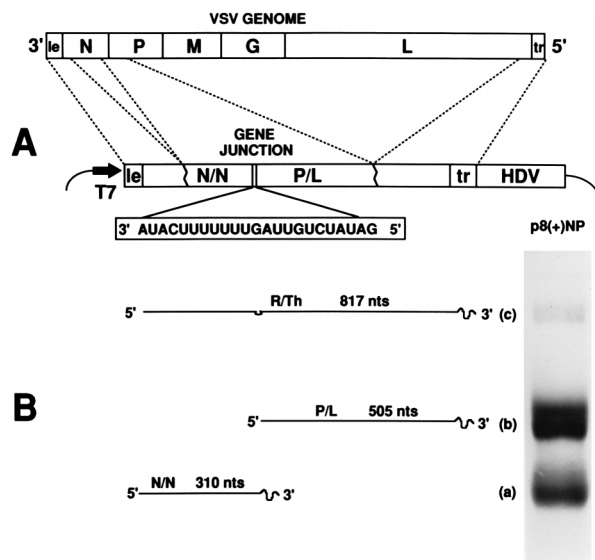 VSV GENOME
3' le N P M G L tr 5'
A
GENE
JUNCTION
T7 le N/N P/L tr HDV
3' AUACUUUUUUUGAUUGUCUAUAG 5'
p8(+)NP
5' R/Th 817 nts 3' (c)
B
5' P/L 505 nts 3' (b)
5' N/N 310 nts 3' (a)